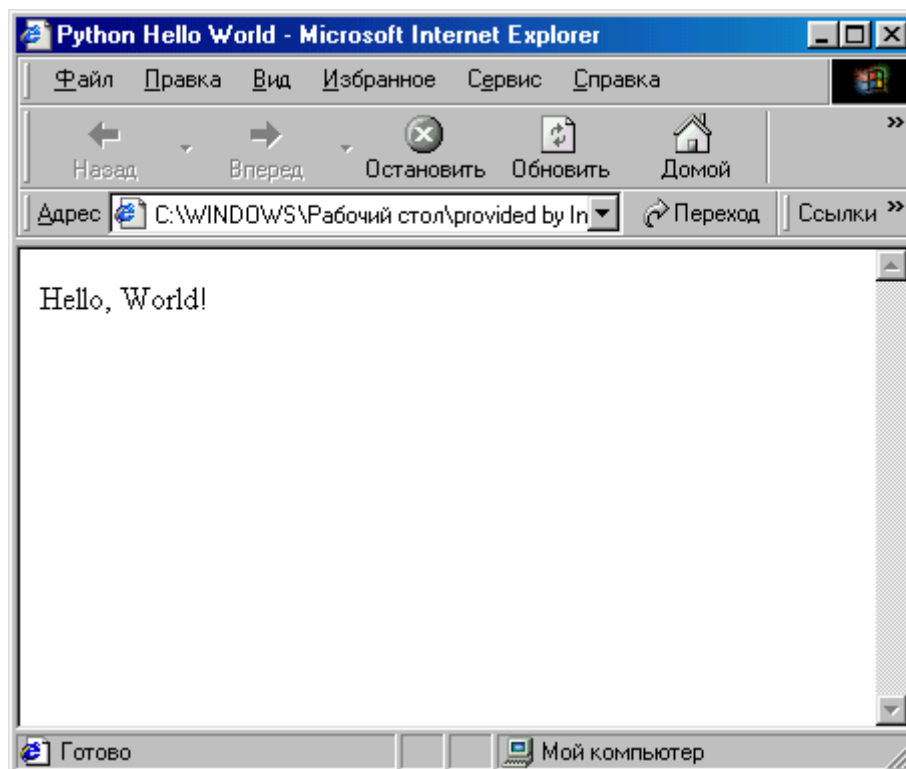 Python Hello World - Microsoft Internet Explorer
Файл Правка Вид Избранное Сервис Справка
Назад Вперед Остановить Обновить Домой »
Адрес C:\WINDOWS\Рабочий стол\provided by In Переход Ссылки »
Hello, World!
Готово Мой компьютер